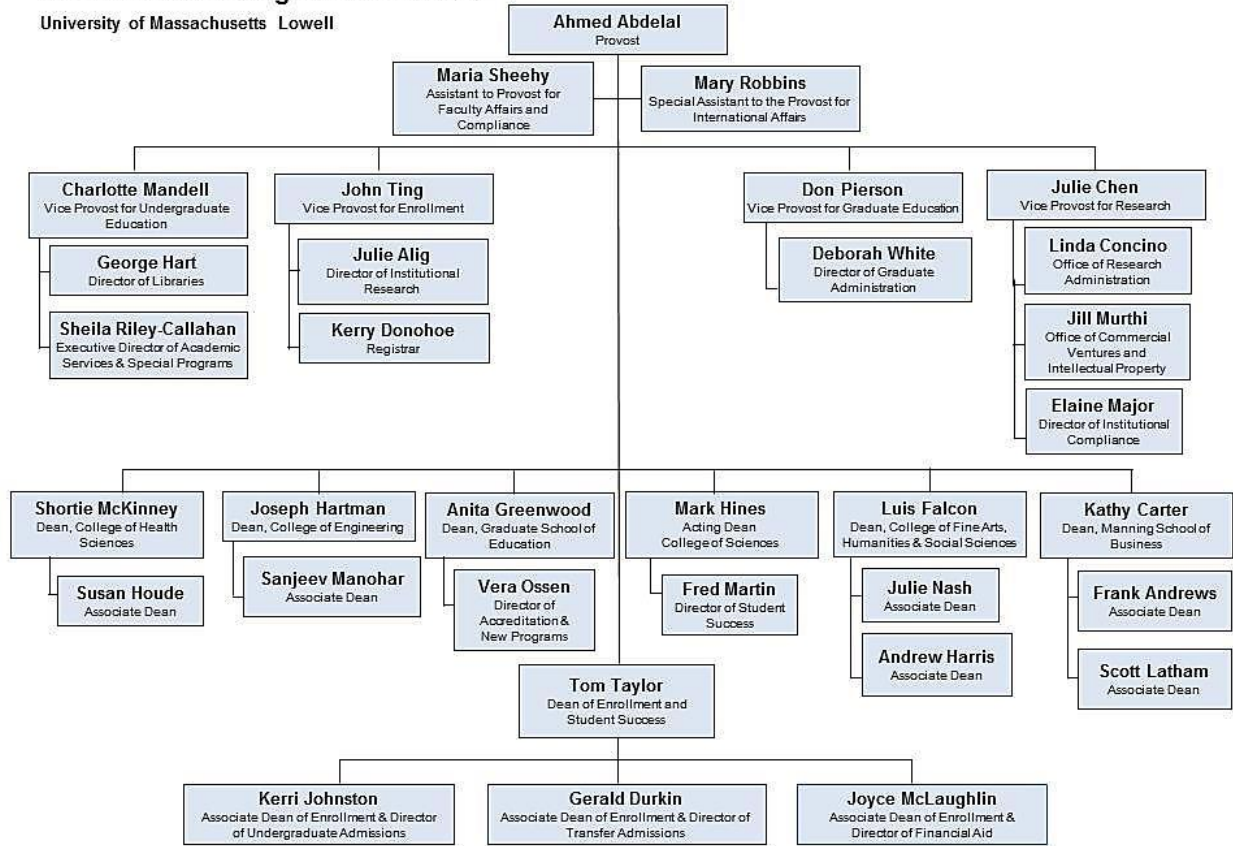 University of Massachusetts Lowell
Ahmed Abdelal
Provost
Maria Sheehy
Assistant to Provost for
Faculty Affairs and
Compliance
Mary Robbins
Special Assistant to the Provost for
International Affairs
Charlotte Mandell
Vice Provost for Undergraduate
Education
George Hart
Director of Libraries
Sheila Riley-Callahan
Executive Director of Academic
Services & Special Programs
John Ting
Vice Provost for Enrollment
Julie Alig
Director of Institutional
Research
Kerry Donohoe
Registrar
Don Pierson
Vice Provost for Graduate Education
Deborah White
Director of Graduate
Administration
Julie Chen
Vice Provost for Research
Linda Concino
Office of Research
Administration
Jill Murthi
Office of Commercial
Ventures and
Intellectual Property
Elaine Major
Director of Institutional
Compliance
Shortie McKinney
Dean, College of Health
Sciences
Susan Houde
Associate Dean
Joseph Hartman
Dean, College of Engineering
Sanjeev Manohar
Associate Dean
Anita Greenwood
Dean, Graduate School of
Education
Vera Ossen
Director of
Accreditation &
New Programs
Mark Hines
Acting Dean
College of Sciences
Fred Martin
Director of Student
Success
Luis Falcon
Dean, College of Fine Arts,
Humanities & Social Sciences
Julie Nash
Associate Dean
Andrew Harris
Associate Dean
Kathy Carter
Dean, Manning School of
Business
Frank Andrews
Associate Dean
Scott Latham
Associate Dean
Tom Taylor
Dean of Enrollment and
Student Success
Kerri Johnston
Associate Dean of Enrollment & Director
of Undergraduate Admissions
Gerald Durkin
Associate Dean of Enrollment & Director of
Transfer Admissions
Joyce McLaughlin
Associate Dean of Enrollment &
Director of Financial Aid